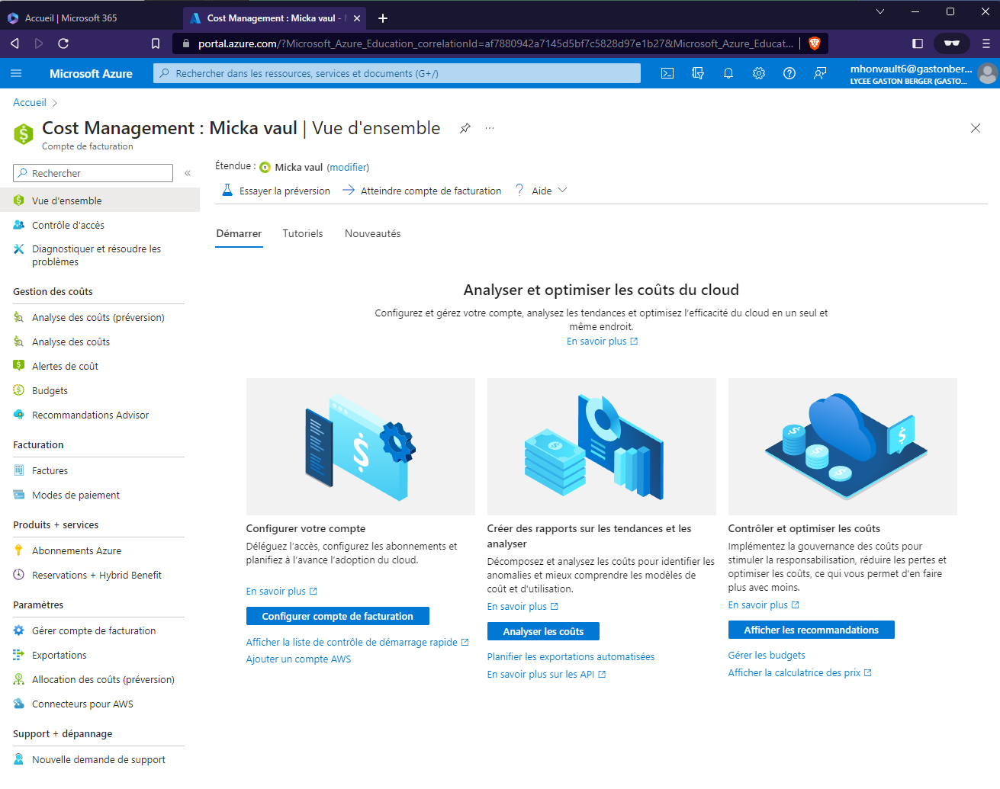 Accueil | Microsoft 365
Cost Management : Micka vaul -
portal.azure.com/?Microsoft_Azure_Education_correlationId=af7880942a7145d5bf7c5828d97e1b27&Microsoft_Azure_Educat...
Microsoft Azure
Rechercher dans les ressources, services et documents (G+/)
mhonvault6@gastonber...
LYCEE GASTON BERGER (GASTO...
Accueil
Cost Management : Micka vaul | Vue d'ensemble
Compte de facturation
Rechercher
Vue d'ensemble
Contrôle d'accès
Diagnostiquer et résoudre les
problèmes
Gestion des coûts
Analyse des coûts (préversion)
Analyse des coûts
Alertes de coût
Budgets
Recommandations Advisor
Facturation
Factures
Modes de paiement
Produits + services
Abonnements Azure
Reservations + Hybrid Benefit
Paramètres
Gérer compte de facturation
Exportations
Allocation des coûts (préversion)
Connecteurs pour AWS
Support + dépannage
Nouvelle demande de support
Étendue : Micka vaul (modifier)
Essayer la préversion
Atteindre compte de facturation
Aide
Démarrer
Tutoriels
Nouveautés
Analyser et optimiser les coûts du cloud
Configurez et gérez votre compte, analysez les tendances et optimisez l'efficacité du cloud en un seul et
même endroit.
En savoir plus
Configurer votre compte
Déléguez l'accès, configurez les abonnements et
planifiez à l'avance l'adoption du cloud.
En savoir plus
Configurer compte de facturation
Afficher la liste de contrôle de démarrage rapide
Ajouter un compte AWS
Créer des rapports sur les tendances et les
analyser
Décomposez et analysez les coûts pour identifier les
anomalies et mieux comprendre les modèles de
coût et d'utilisation.
En savoir plus
Analyser les coûts
Planifier les exportations automatisées
En savoir plus sur les API
Contrôler et optimiser les coûts
Implémentez la gouvernance des coûts pour
stimuler la responsabilisation, réduire les pertes et
optimiser les coûts, ce qui vous permet d'en faire
plus avec moins.
En savoir plus
Afficher les recommandations
Gérer les budgets
Afficher la calculatrice des prix